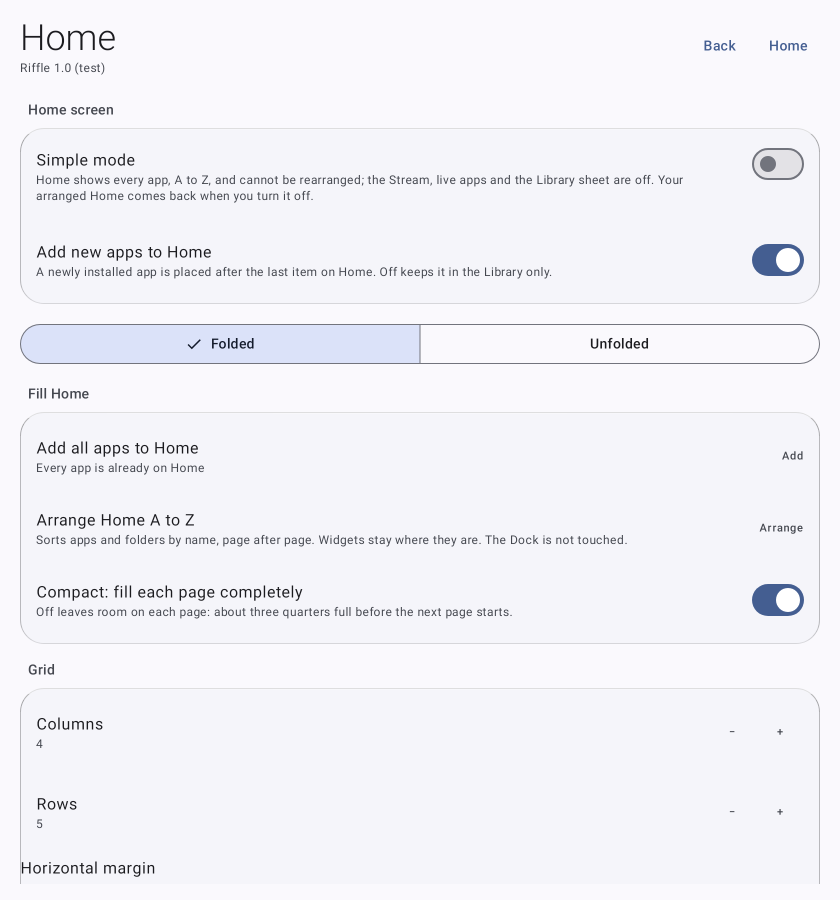 Home
Riffle 1.0 (test)
Back
Home
Home screen
Simple mode
Home shows every app, A to Z, and cannot be rearranged; the Stream, live apps and the Library sheet are off. Your
arranged Home comes back when you turn it off.
Add new apps to Home
A newly installed app is placed after the last item on Home. Off keeps it in the Library only.
Folded
Unfolded
Fill Home
Add all apps to Home
Every app is already on Home
Add
Arrange Home A to Z
Sorts apps and folders by name, page after page. Widgets stay where they are. The Dock is not touched.
Arrange
Compact: fill each page completely
Off leaves room on each page: about three quarters full before the next page starts.
Grid
Columns
4
- +
Rows
5
- +
Horizontal margin